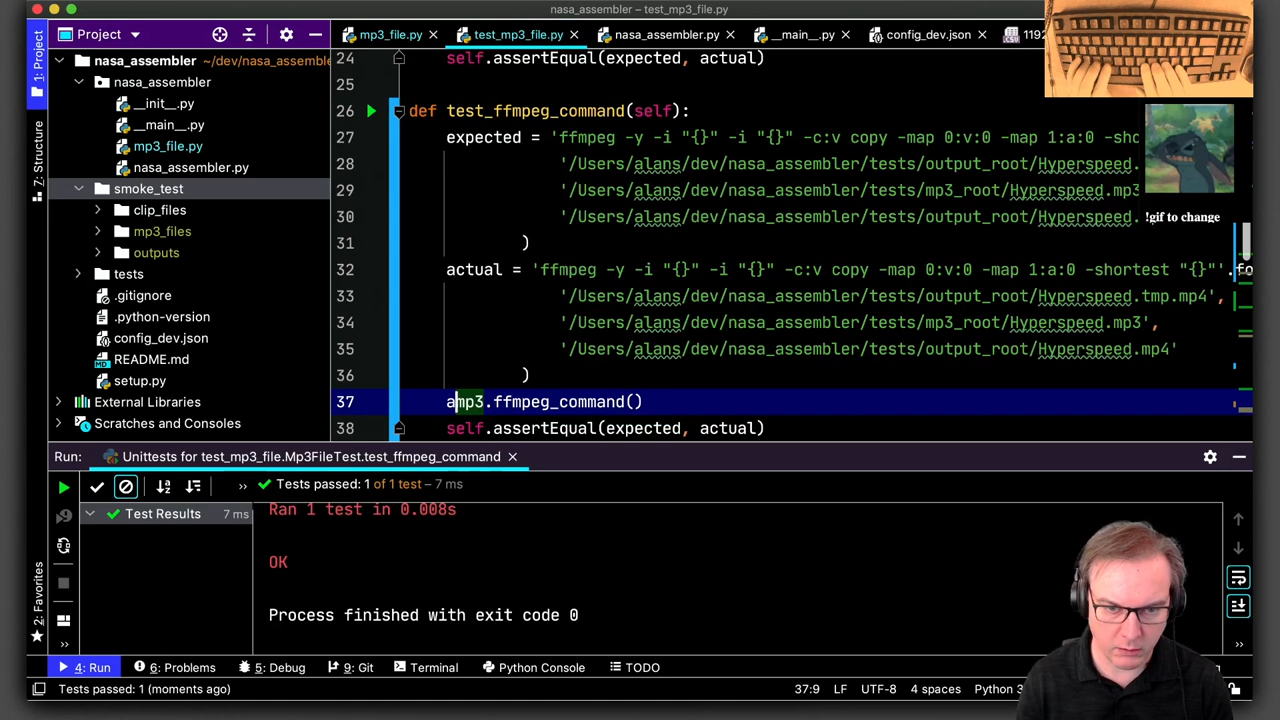 nasa_assembler – test_mp3_file.py
Project
mp3_file.py
test_mp3_file.py
nasa_assembler.py
__main__.py
config_dev.json
1192
1: Project
nasa_assembler ~/dev/nasa_assemble
nasa_assembler
__init__.py
__main__.py
mp3_file.py
nasa_assembler.py
smoke_test
clip_files
mp3_files
outputs
tests
.gitignore
.python-version
config_dev.json
README.md
setup.py
External Libraries
Scratches and Consoles
7: Structure
2: Favorites
24 self.assertEqual(expected, actual)
25
26 def test_ffmpeg_command(self):
27 expected = 'ffmpeg -y -i "{}" -i "{}" -c:v copy -map 0:v:0 -map 1:a:0 -shor
28 '/Users/alans/dev/nasa_assembler/tests/output_root/Hyperspeed.
29 '/Users/alans/dev/nasa_assembler/tests/mp3_root/Hyperspeed.mp3
30 '/Users/alans/dev/nasa_assembler/tests/output_root/Hyperspeed.
31 )
32 actual = 'ffmpeg -y -i "{}" -i "{}" -c:v copy -map 0:v:0 -map 1:a:0 -shortest "{}"'.fo
33 '/Users/alans/dev/nasa_assembler/tests/output_root/Hyperspeed.tmp.mp4',
34 '/Users/alans/dev/nasa_assembler/tests/mp3_root/Hyperspeed.mp3',
35 '/Users/alans/dev/nasa_assembler/tests/output_root/Hyperspeed.mp4'
36 )
37 amp3.ffmpeg_command()
38 self.assertEqual(expected, actual)
!gif to change
Run: Unittests for test_mp3_file.Mp3FileTest.test_ffmpeg_command
Tests passed: 1 of 1 test – 7 ms
Test Results 7 ms
Ran 1 test in 0.008s
OK
Process finished with exit code 0
4: Run
6: Problems
5: Debug
9: Git
Terminal
Python Console
TODO
Tests passed: 1 (moments ago)
37:9 LF UTF-8 4 spaces Python 3